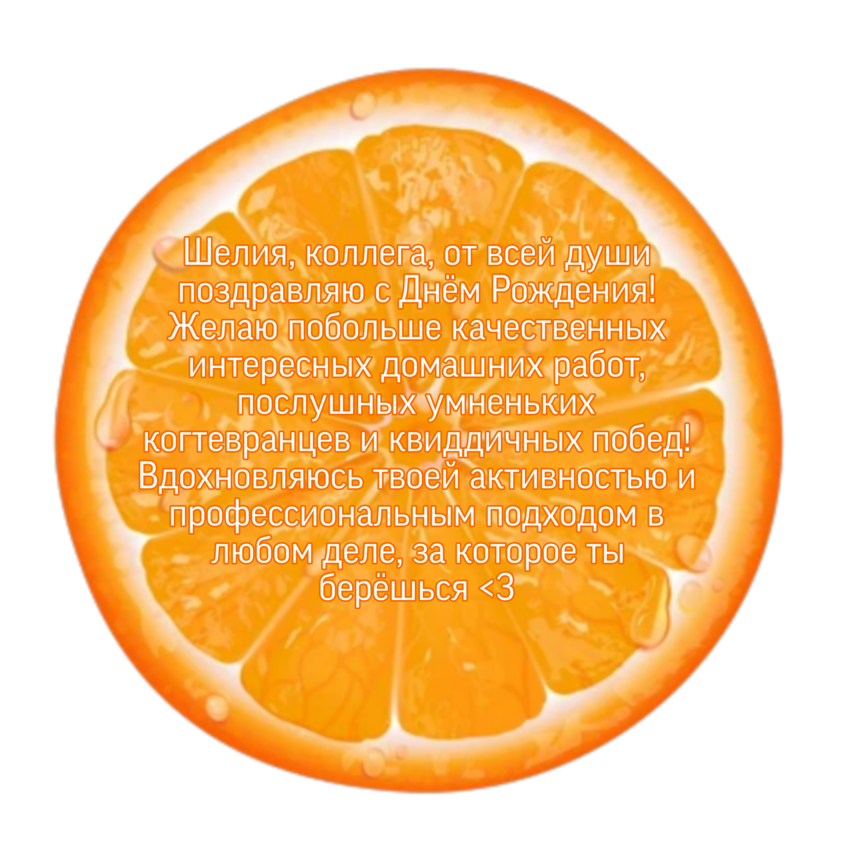 Шелия, коллега, от всей души
поздравляю с Днём Рождения!
Желаю побольше качественных
интересных домашних работ,
послушных умненьких
когтевранцев и квиддичных побед!
Вдохновляюсь твоей активностью и
профессиональным подходом в
любом деле, за которое ты
берёшься <3